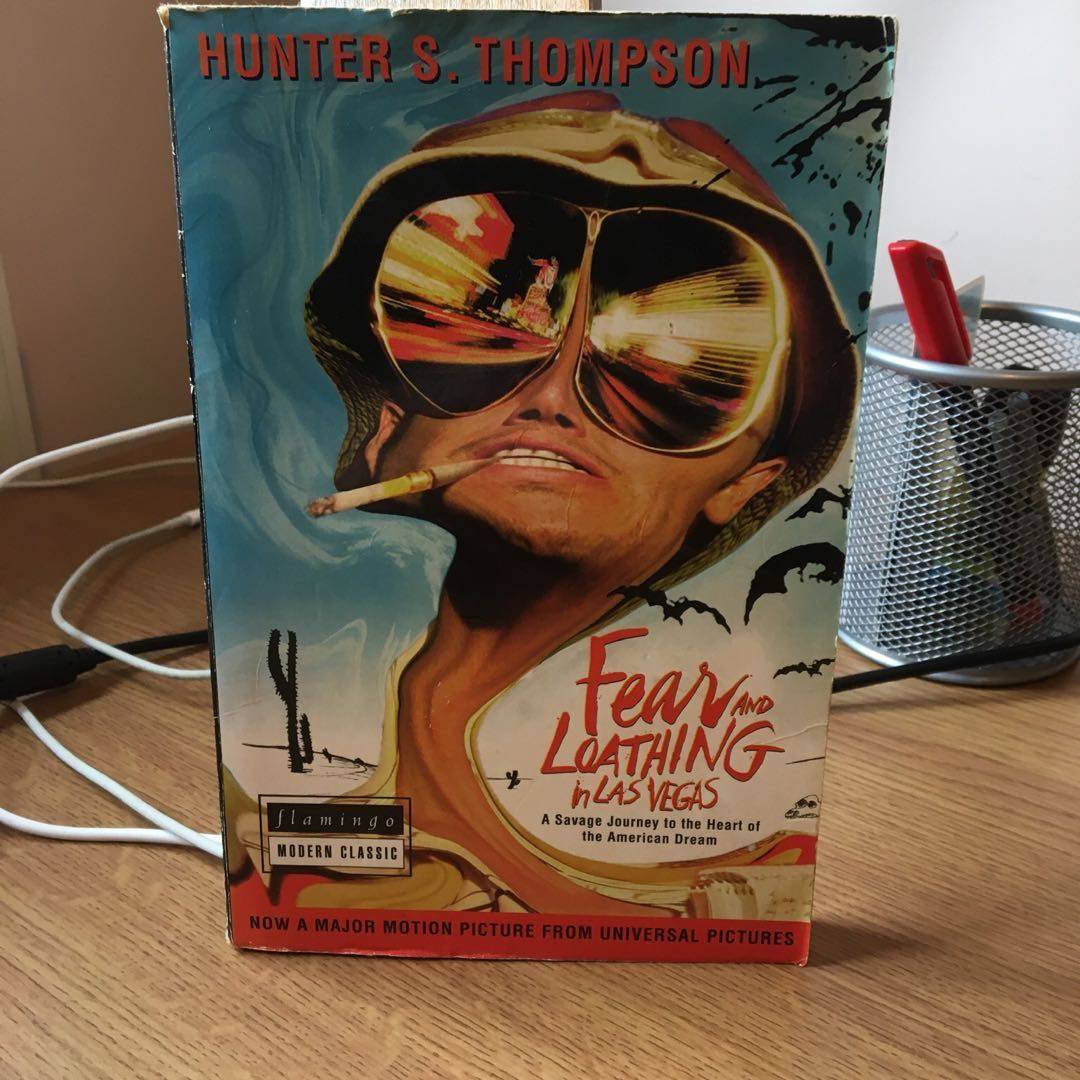 HUNTER S. THOMPSON
Fear AND
LOATHING
in LAS VEGAS
A Savage Journey to the Heart of
the American Dream
flamingo
MODERN CLASSIC
NOW A MAJOR MOTION PICTURE FROM UNIVERSAL PICTURES